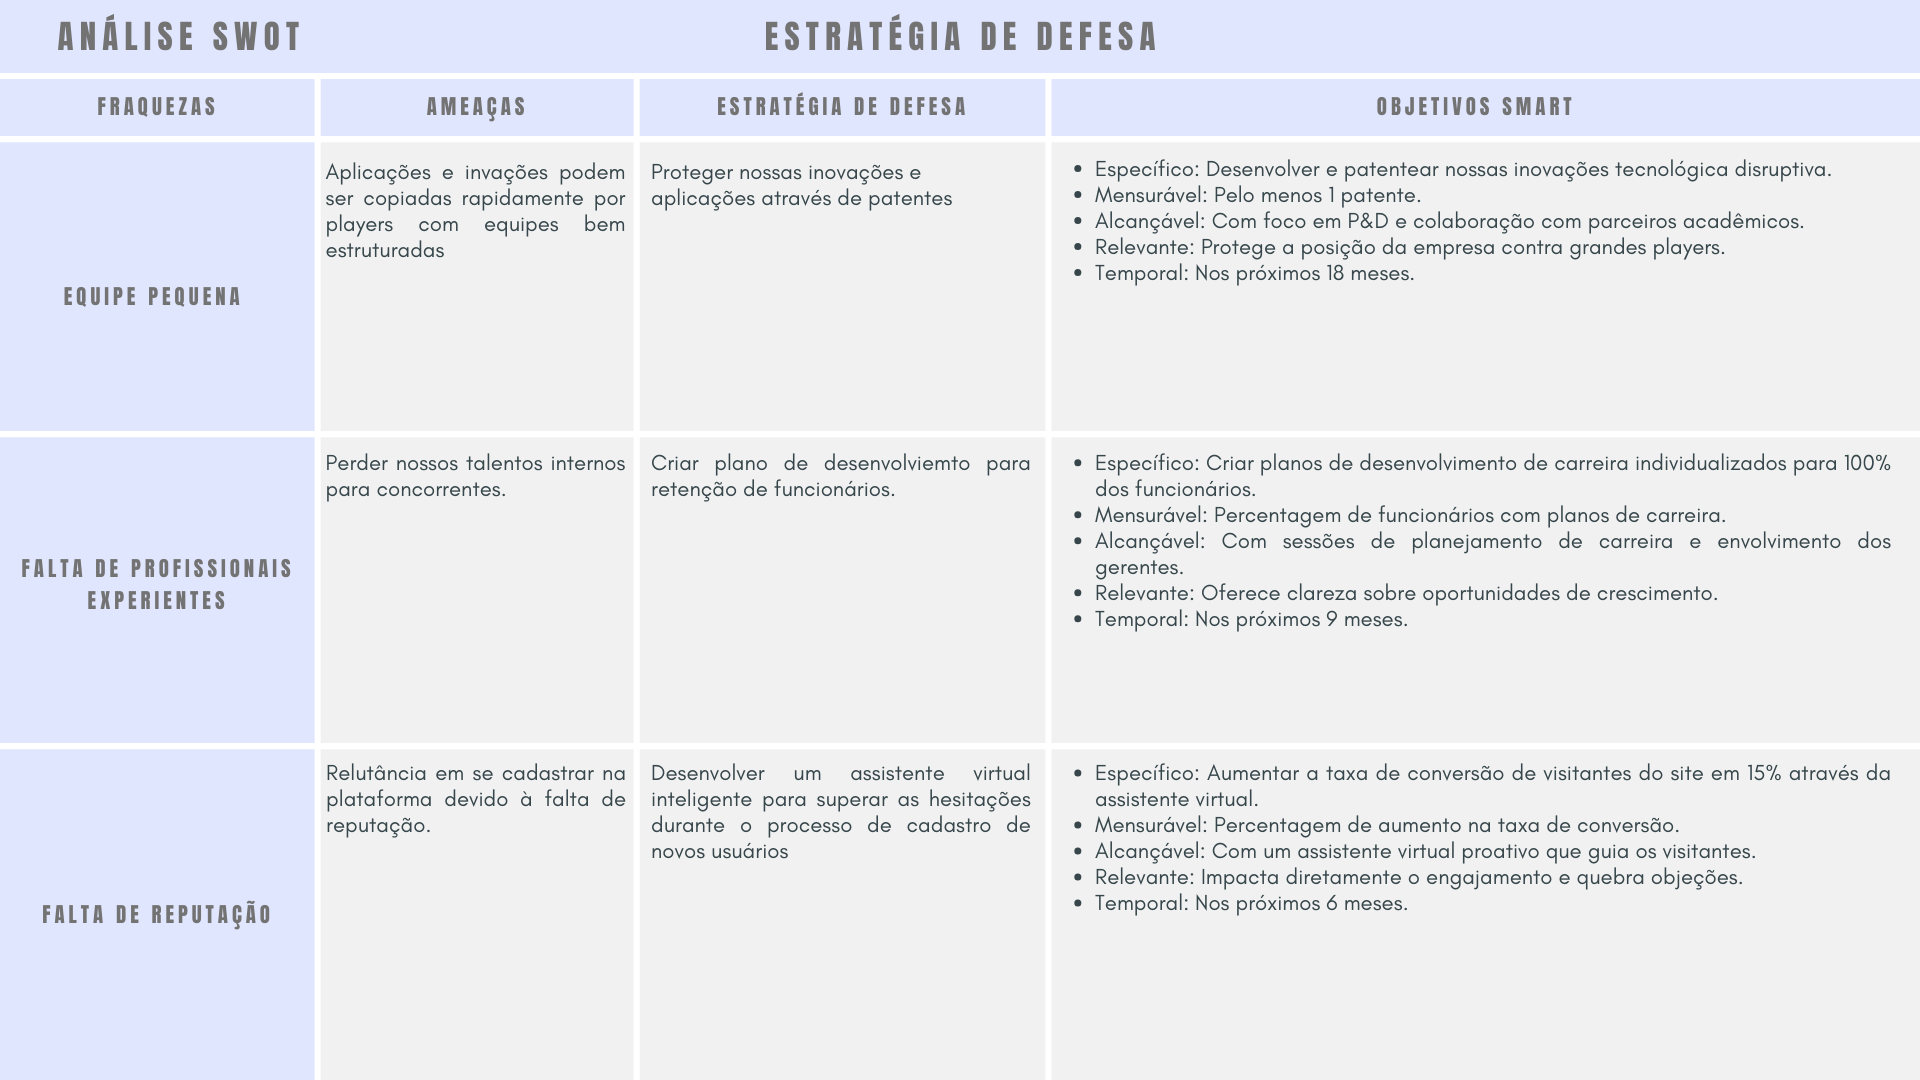 ANÁLISE SWOT
ESTRATÉGIA DE DEFESA
FRAQUEZAS
AMEAÇAS
ESTRATÉGIA DE DEFESA
OBJETIVOS SMART
EQUIPE PEQUENA
Aplicações e invações podem
ser copiadas rapidamente por
players com equipes bem
estruturadas
Proteger nossas inovações e
aplicações através de patentes
• Específico: Desenvolver e patentear nossas inovações tecnológica disruptiva.
• Mensurável: Pelo menos 1 patente.
• Alcançável: Com foco em P&D e colaboração com parceiros acadêmicos.
• Relevante: Protege a posição da empresa contra grandes players.
• Temporal: Nos próximos 18 meses.
FALTA DE PROFISSIONAIS
EXPERIENTES
Perder nossos talentos internos
para concorrentes.
Criar plano de desenvolviemto para
retenção de funcionários.
• Específico: Criar planos de desenvolvimento de carreira individualizados para 100%
dos funcionários.
• Mensurável: Percentagem de funcionários com planos de carreira.
• Alcançável: Com sessões de planejamento de carreira e envolvimento dos
gerentes.
• Relevante: Oferece clareza sobre oportunidades de crescimento.
• Temporal: Nos próximos 9 meses.
FALTA DE REPUTAÇÃO
Relutância em se cadastrar na
plataforma devido à falta de
reputação.
Desenvolver um assistente virtual
inteligente para superar as hesitações
durante o processo de cadastro de
novos usuários
• Específico: Aumentar a taxa de conversão de visitantes do site em 15% através da
assistente virtual.
• Mensurável: Percentagem de aumento na taxa de conversão.
• Alcançável: Com um assistente virtual proativo que guia os visitantes.
• Relevante: Impacta diretamente o engajamento e quebra objeções.
• Temporal: Nos próximos 6 meses.